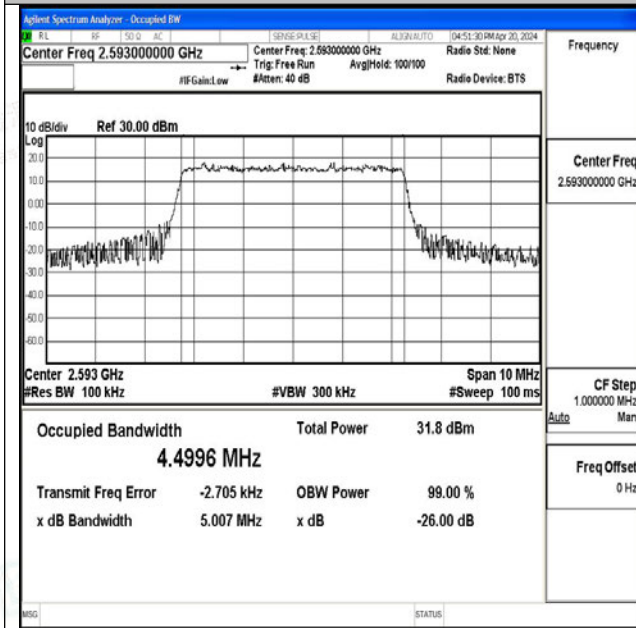 Agilent Spectrum Analyzer - Occupied BW
RL RF 50 Ω AC SENSE:PULSE ALIGNAUTO 04:51:30 PM Apr 20, 2024
Center Freq 2.593000000 GHz
Center Freq: 2.593000000 GHz
Radio Std: None
Trig: Free Run Avg|Hold: 100/100
#IFGain:Low #Atten: 40 dB Radio Device: BTS
Frequency
10 dB/div Ref 30.00 dBm
Log
20.0
10.0
0.00
-10.0
-20.0
-30.0
-40.0
-50.0
-60.0
Center Freq
2.593000000 GHz
Center 2.593 GHz Span 10 MHz
#Res BW 100 kHz #VBW 300 kHz #Sweep 100 ms
CF Step
1.000000 MHz
Auto Man
Occupied Bandwidth Total Power 31.8 dBm
4.4996 MHz
Transmit Freq Error -2.705 kHz OBW Power 99.00 %
x dB Bandwidth 5.007 MHz x dB -26.00 dB
Freq Offset
0 Hz
MSG STATUS